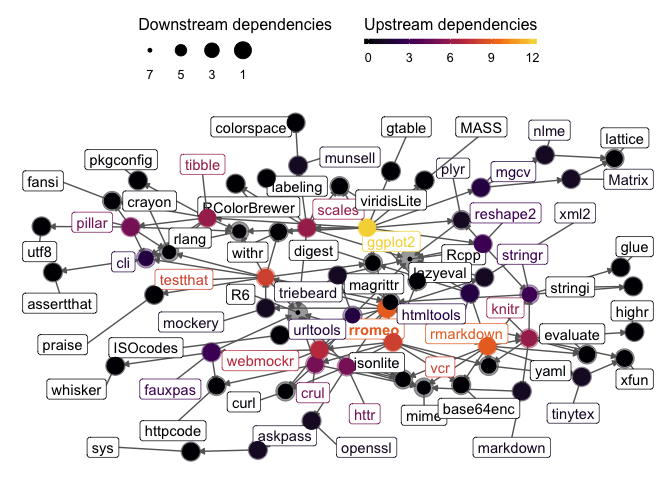 Downstream dependencies
Upstream dependencies
7 5 3 1
0 3 6 9 12
colorspace
gtable
MASS
nlme
lattice
pkgconfig
tibble
munsell
plyr
mgcv
Matrix
fansi
crayon
labeling
viridisLite
RColorBrewer
scales
reshape2
xml2
pillar
rlang
ggplot2
utf8
cli
withr
digest
Rcpp
stringr
glue
testthat
lazyeval
assertthat
R6
triebeard
magrittr
stringi
mockery
htmltools
knitr
highr
praise
urltools
rromeo
rmarkdown
evaluate
ISOcodes
webmockr
jsonlite
vcr
yaml
xfun
whisker
fauxpas
curl
crul
httr
mime
base64enc
tinytex
httpcode
askpass
sys
openssl
markdown